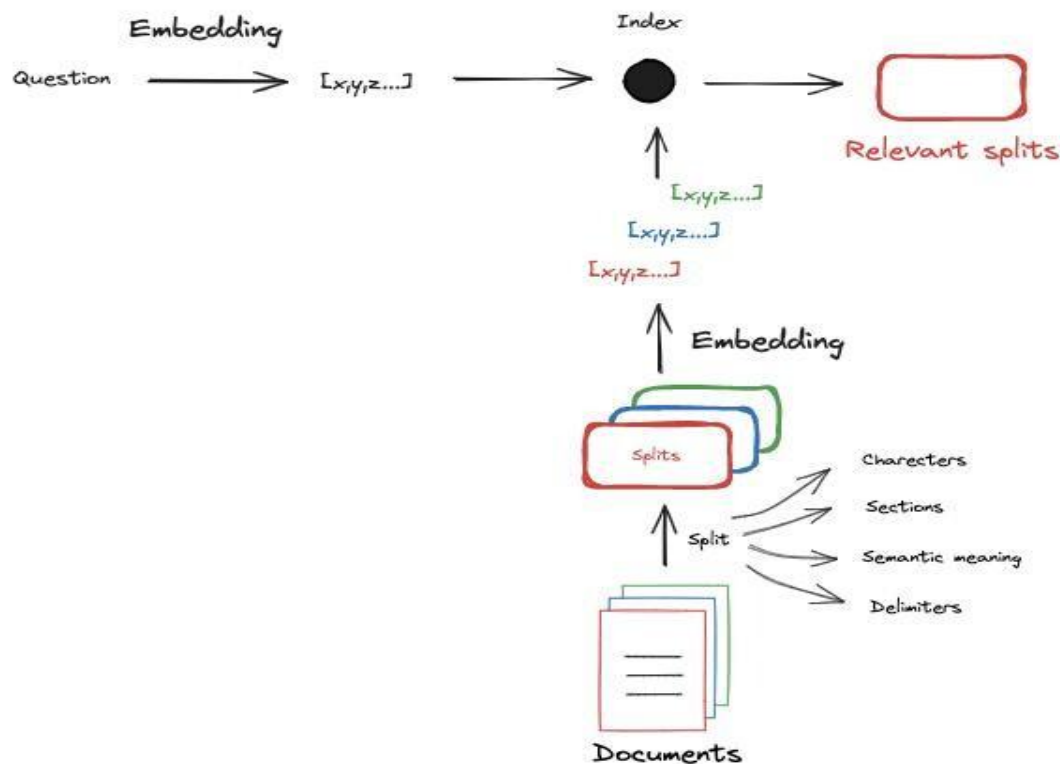 Embedding
Index
Question
[x,y,z...]
Relevant splits
[x,y,z...]
[x,y,z...]
[x,y,z...]
Embedding
Splits
Charecters
Sections
Split
Semantic meaning
Delimiters
Documents